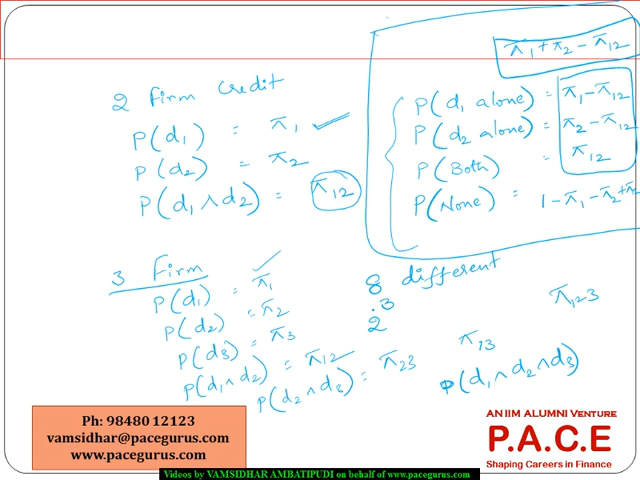 π₁ + π₂ - π₁₂
2 firm credit
P(d₁) = π₁
P(d₂) = π₂
P(d₁ ∧ d₂) = π₁₂
P(d₁ alone) = π₁ - π₁₂
P(d₂ alone) = π₂ - π₁₂
P(Both) = π₁₂
P(None) = 1 - π₁ - π₂ + π₁₂
3 Firm
P(d₁) = π₁
P(d₂) = π₂
P(d₃) = π₃
P(d₁ ∧ d₂) = π₁₂
P(d₂ ∧ d₃) = π₂₃
8 different
.3
2
π₁₃
π₁₂₃
P(d₁ ∧ d₂ ∧ d₃)
Ph: 98480 12123
vamsidhar@pacegurus.com
www.pacegurus.com
AN IIM ALUMNI VENTURE
P.A.C.E
Shaping Careers in Finance
Videos by VAMSIDHAR AMBATIPUDI on behalf of www.pacegurus.com